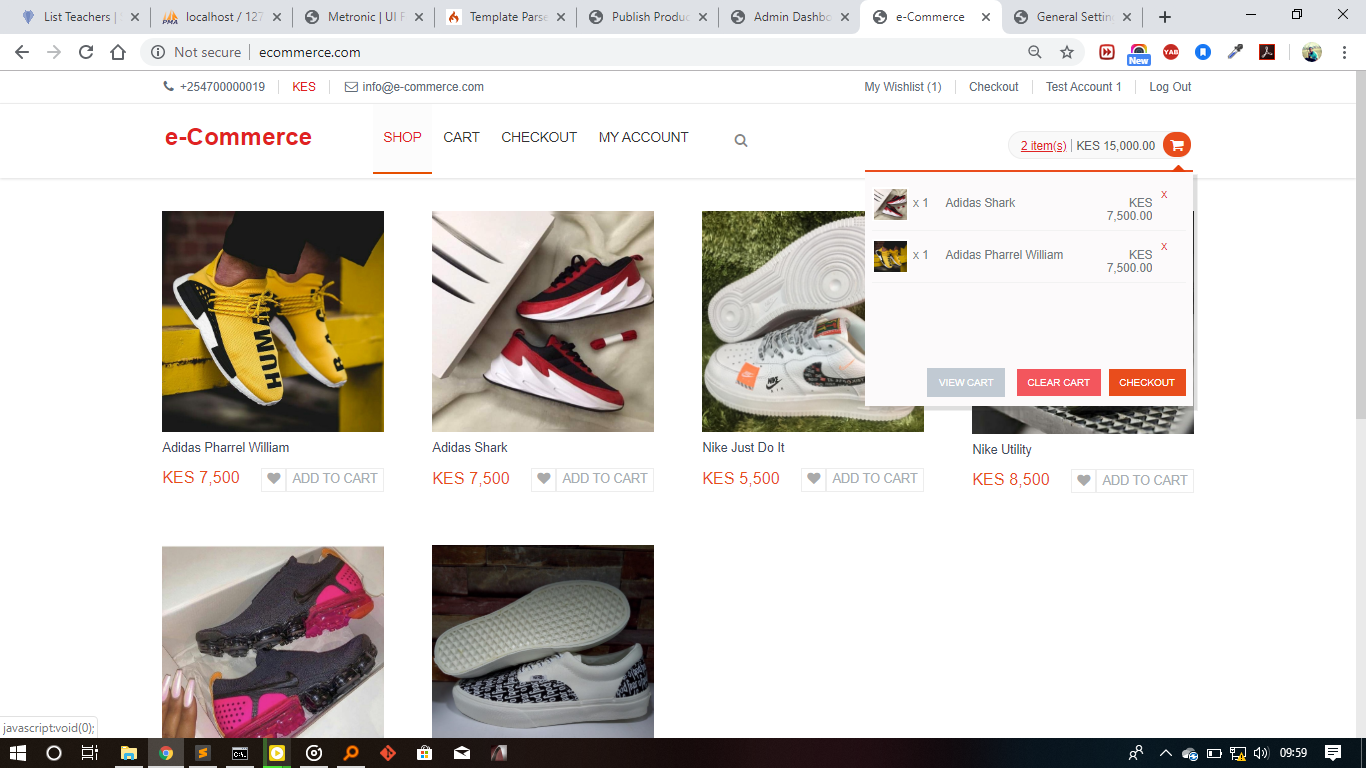 List Teachers |
localhost / 127
Metronic | UI F
Template Parse
Publish Produc
Admin Dashbo
e-Commerce
General Settin
Not secure | ecommerce.com
YAB
New
+254700000019
KES
info@e-commerce.com
My Wishlist (1)
Checkout
Test Account 1
Log Out
e-Commerce
SHOP
CART
CHECKOUT
MY ACCOUNT
2 item(s) | KES 15,000.00
x 1 Adidas Shark KES 7,500.00 x
x 1 Adidas Pharrel William KES 7,500.00 x
VIEW CART
CLEAR CART
CHECKOUT
HUMAN
NIKE
AIR
Adidas Pharrel William
KES 7,500
ADD TO CART
Adidas Shark
KES 7,500
ADD TO CART
Nike Just Do It
KES 5,500
ADD TO CART
Nike Utility
KES 8,500
ADD TO CART
javascript:void(0);
09:59